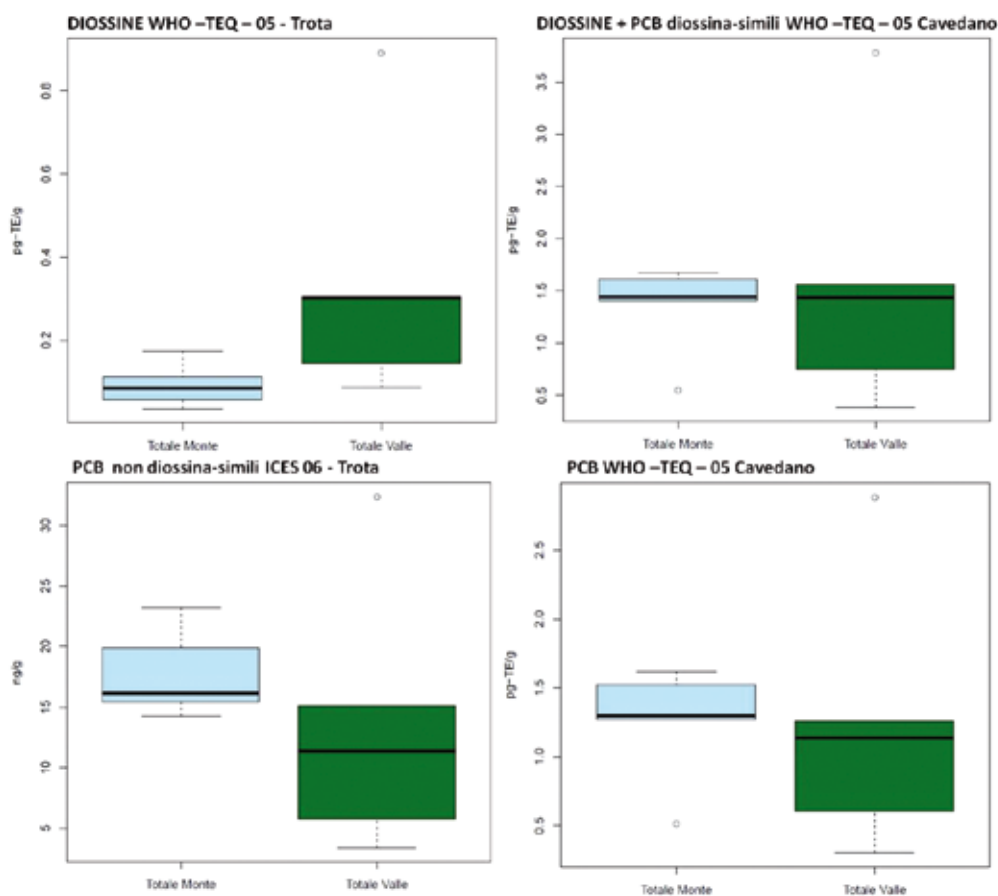 DIOSSINE WHO –TEQ – 05 - Trota
pg-TE/g
0.8
0.6
0.4
0.2
Totale Monte Totale Valle
DIOSSINE + PCB diossina-simili WHO –TEQ – 05 Cavedano
pg-TE/g
3.5
3.0
2.5
2.0
1.5
1.0
0.5
Totale Monte Totale Valle
PCB non diossina-simili ICES 06 - Trota
ng/g
30
25
20
15
10
5
Totale Monte Totale Valle
PCB WHO –TEQ – 05 Cavedano
pg-TE/g
2.5
2.0
1.5
1.0
0.5
Totale Monte Totale Valle